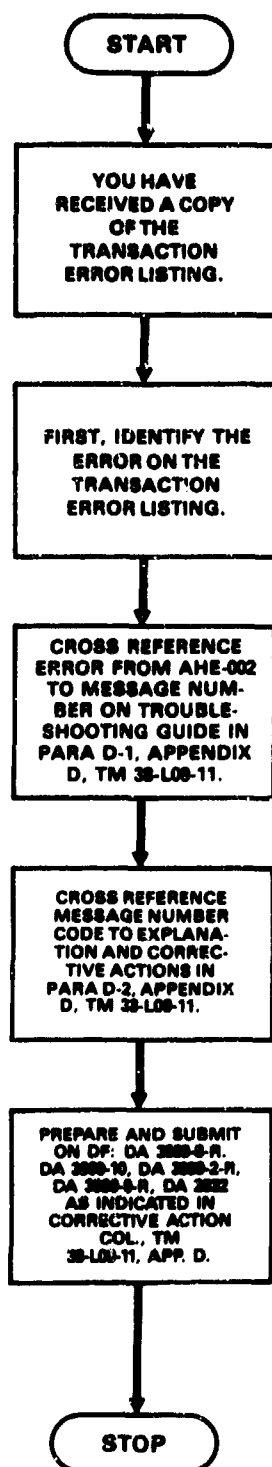 START
YOU HAVE
RECEIVED A COPY
OF THE
TRANSACTION
ERROR LISTING.
FIRST, IDENTIFY THE
ERROR ON THE
TRANSACTION
ERROR LISTING.
CROSS REFERENCE
ERROR FROM AHE-002
TO MESSAGE NUM-
BER ON TROUBLE-
SHOOTING GUIDE IN
PARA D-1, APPENDIX
D, TM
CROSS REFERENCE
MESSAGE NUMBER
CODE TO EXPLANA-
TION AND CORREC-
TIVE ACTIONS IN
PARA D-2, APPENDIX
D, TM
PREPARE AND SUBMIT
ON DF: DA
DA DA
DA DA
AS INDICATED IN
CORRECTIVE ACTION
COL., TM
APP. D.
STOP